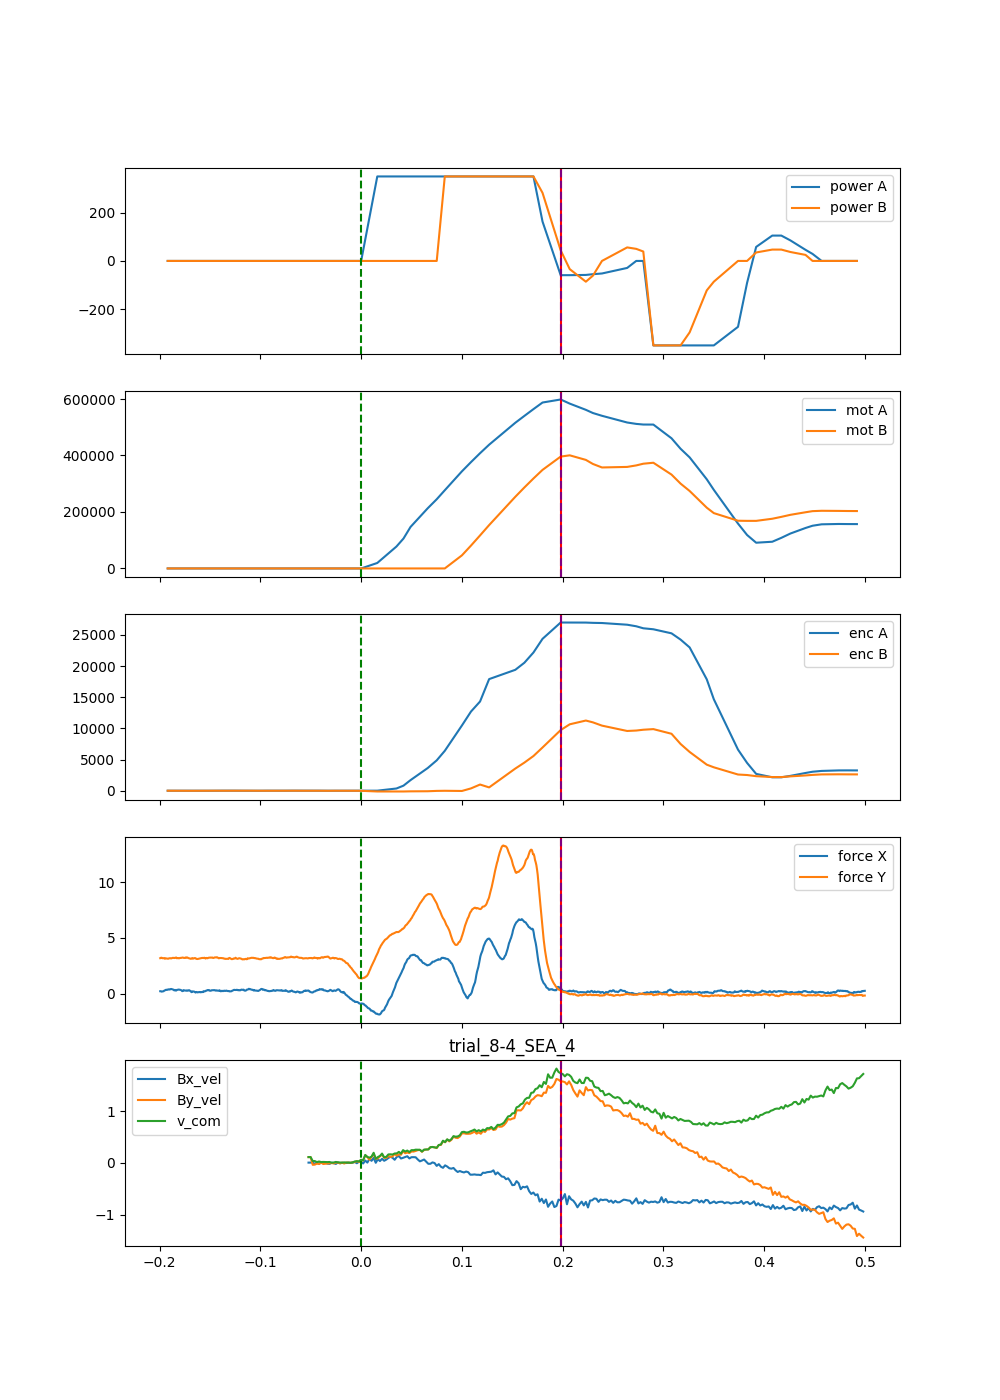 power A
power B
200
0
−200
mot A
mot B
600000
400000
200000
0
enc A
enc B
25000
20000
15000
10000
5000
0
force X
force Y
10
5
0
trial_8-4_SEA_4
Bx_vel
By_vel
v_com
1
0
−1
−0.2 −0.1 0.0 0.1 0.2 0.3 0.4 0.5